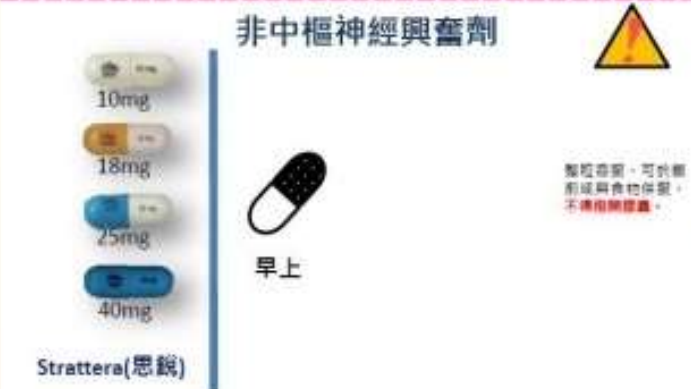 非中樞神經興奮劑
10mg
18mg
25mg
40mg
Strattera(思銳)
早上
整粒吞服，可於飯
前或與食物併服，
不得撥開膠囊。